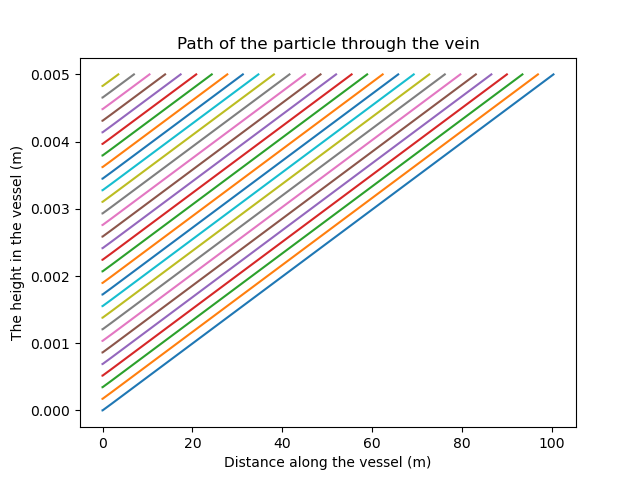 Path of the particle through the vein
0.005
0.004
0.003
0.002
0.001
0.000
The height in the vessel (m)
0 20 40 60 80 100
Distance along the vessel (m)